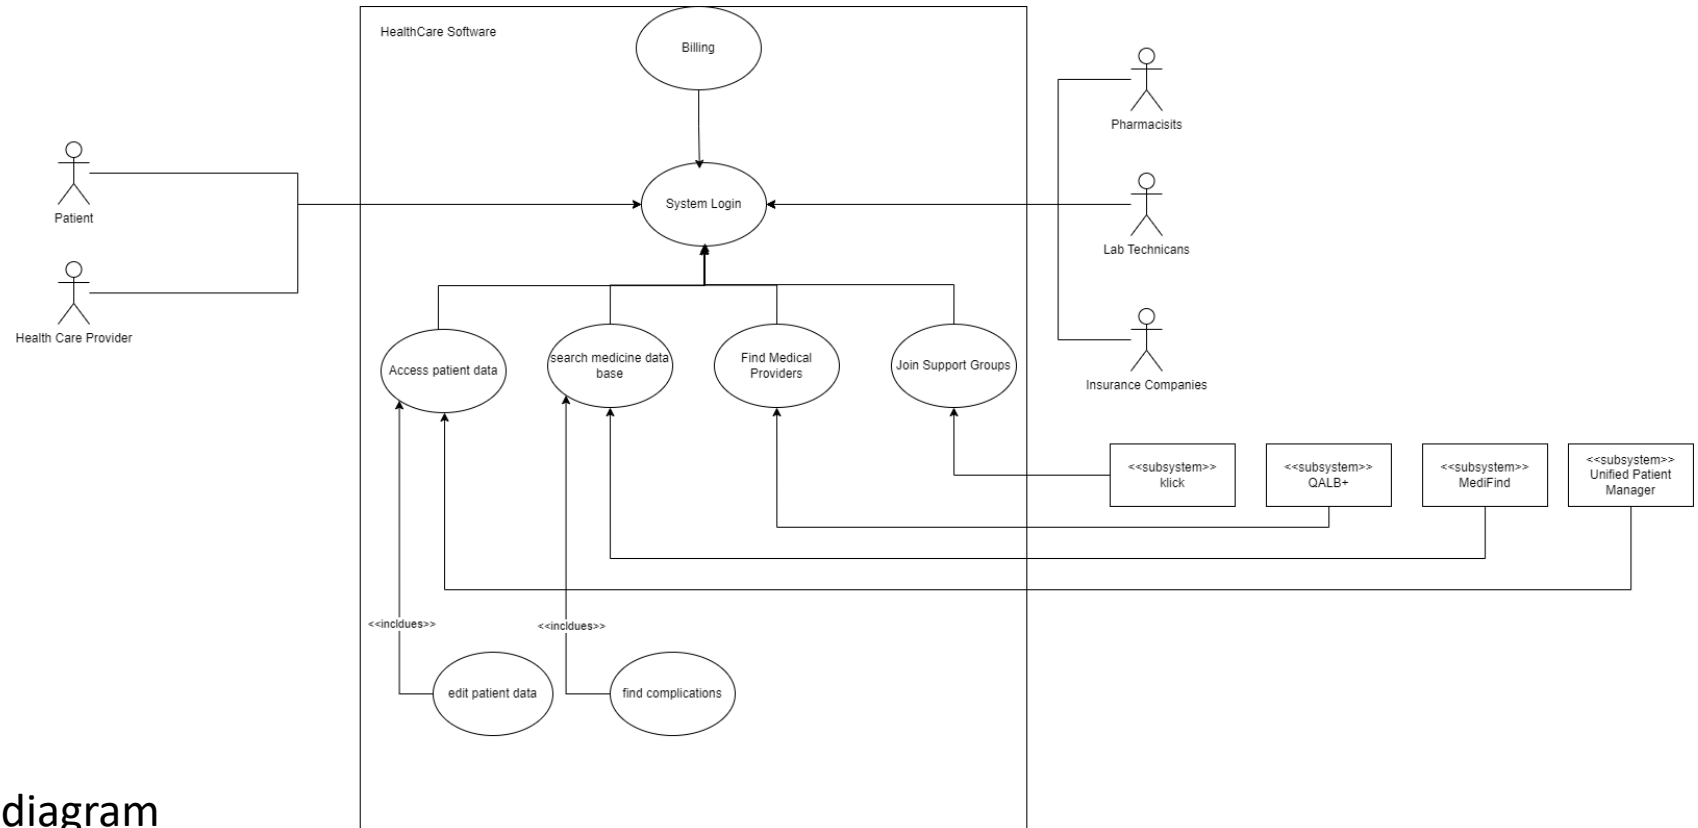 HealthCare Software
Billing
Pharmacisits
Patient
System Login
Lab Technicans
Health Care Provider
Access patient data
search medicine data
base
Find Medical
Providers
Join Support Groups
Insurance Companies
<<subsystem>>
klick
<<subsystem>>
QALB+
<<subsystem>>
MediFind
<<subsystem>>
Unified Patient
Manager
<<incldues>>
<<incldues>>
edit patient data
find complications
diagram